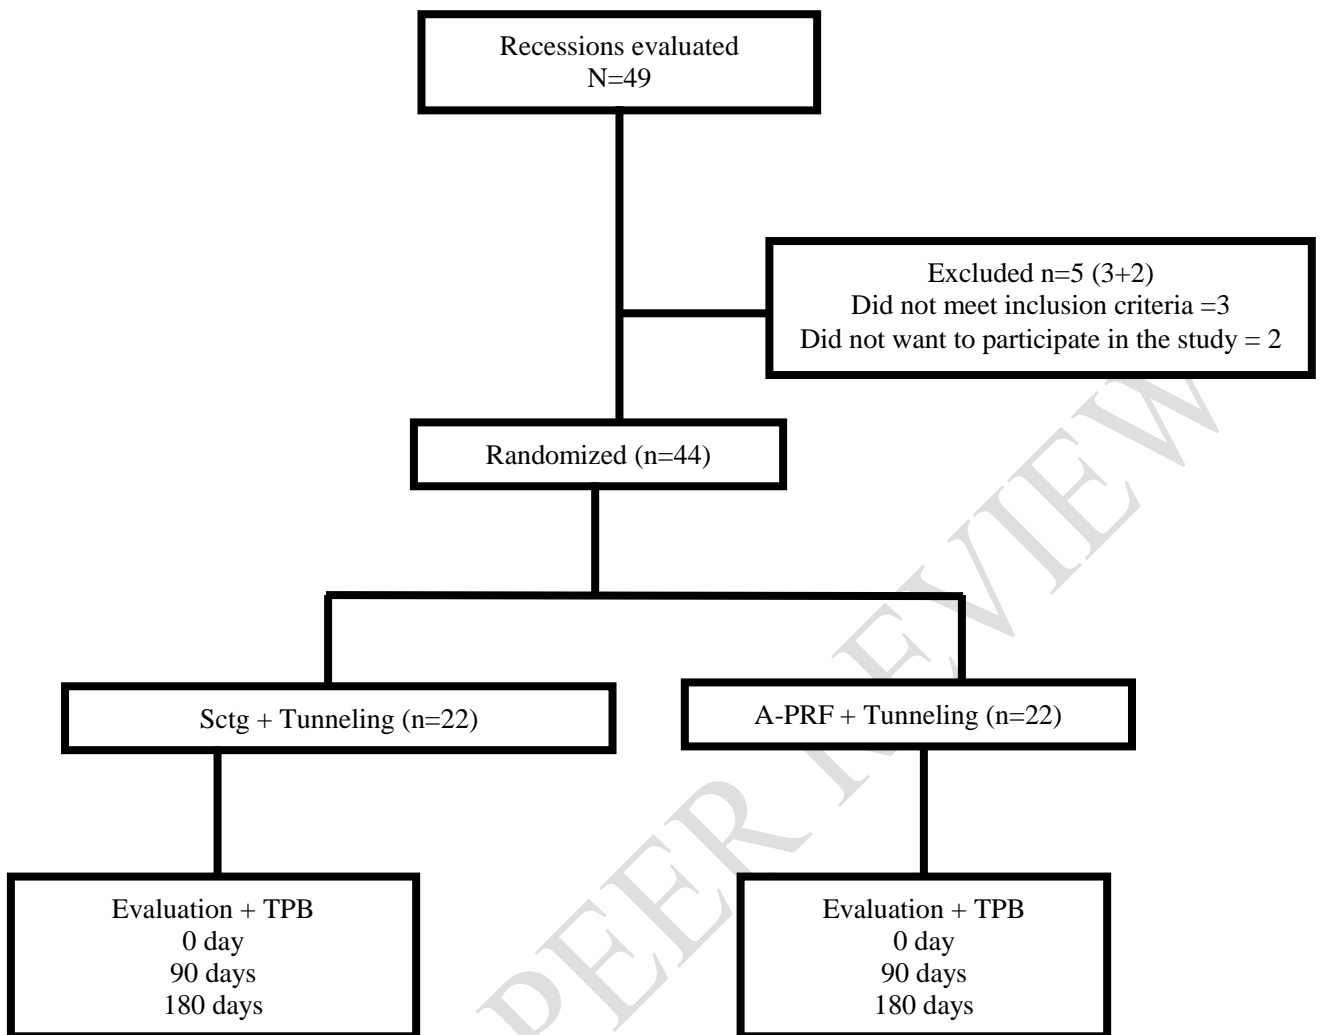 Recessions evaluated
N=49
Excluded n=5 (3+2)
Did not meet inclusion criteria =3
Did not want to participate in the study = 2
Randomized (n=44)
Sctg + Tunneling (n=22)
A-PRF + Tunneling (n=22)
Evaluation + TPB
0 day
90 days
180 days
Evaluation + TPB
0 day
90 days
180 days
PEER REVIEW